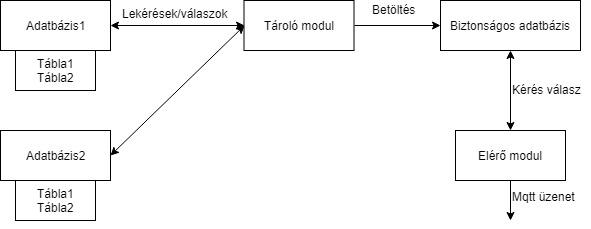 Adatbázis1
Tábla1
Tábla2
Lekérések/válaszok
Tároló modul
Betöltés
Biztonságos adatbázis
Kérés válasz
Adatbázis2
Tábla1
Tábla2
Elérő modul
Mqtt üzenet